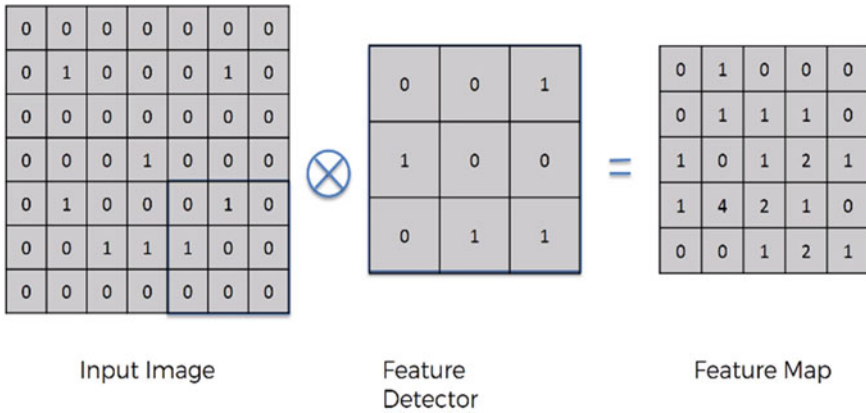 0 0 0 0 0 0 0
0 1 0 0 0 1 0
0 0 0 0 0 0 0
0 0 0 1 0 0 0
0 1 0 0 0 1 0
0 0 1 1 1 0 0
0 0 0 0 0 0 0
Input Image
0 0 1
1 0 0
0 1 1
Feature
Detector
=
0 1 0 0 0
0 1 1 1 0
1 0 1 2 1
1 4 2 1 0
0 0 1 2 1
Feature Map